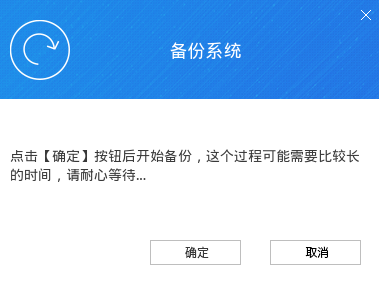 备份系统
点击【确定】按钮后开始备份，这个过程可能需要比较长
的时间，请耐心等待...
确定
取消